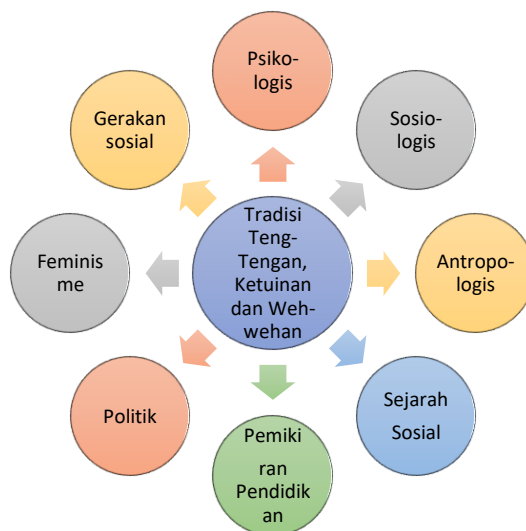 Psiko-
logis
Sosio-
logis
Antropo-
logis
Sejarah
Sosial
Pemiki
ran
Pendidik
an
Politik
Feminis
me
Gerakan
sosial
Tradisi
Teng-
Tengan,
Ketuinan
dan Weh-
wehan